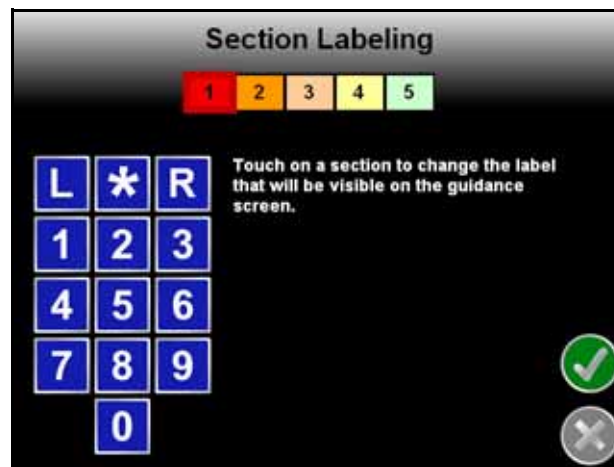 Section Labeling
1 2 3 4 5
L * R
Touch on a section to change the label
that will be visible on the guidance
screen.
1 2 3
4 5 6
7 8 9
0